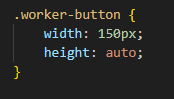 .worker-button {
    width: 150px;
    height: auto;
}